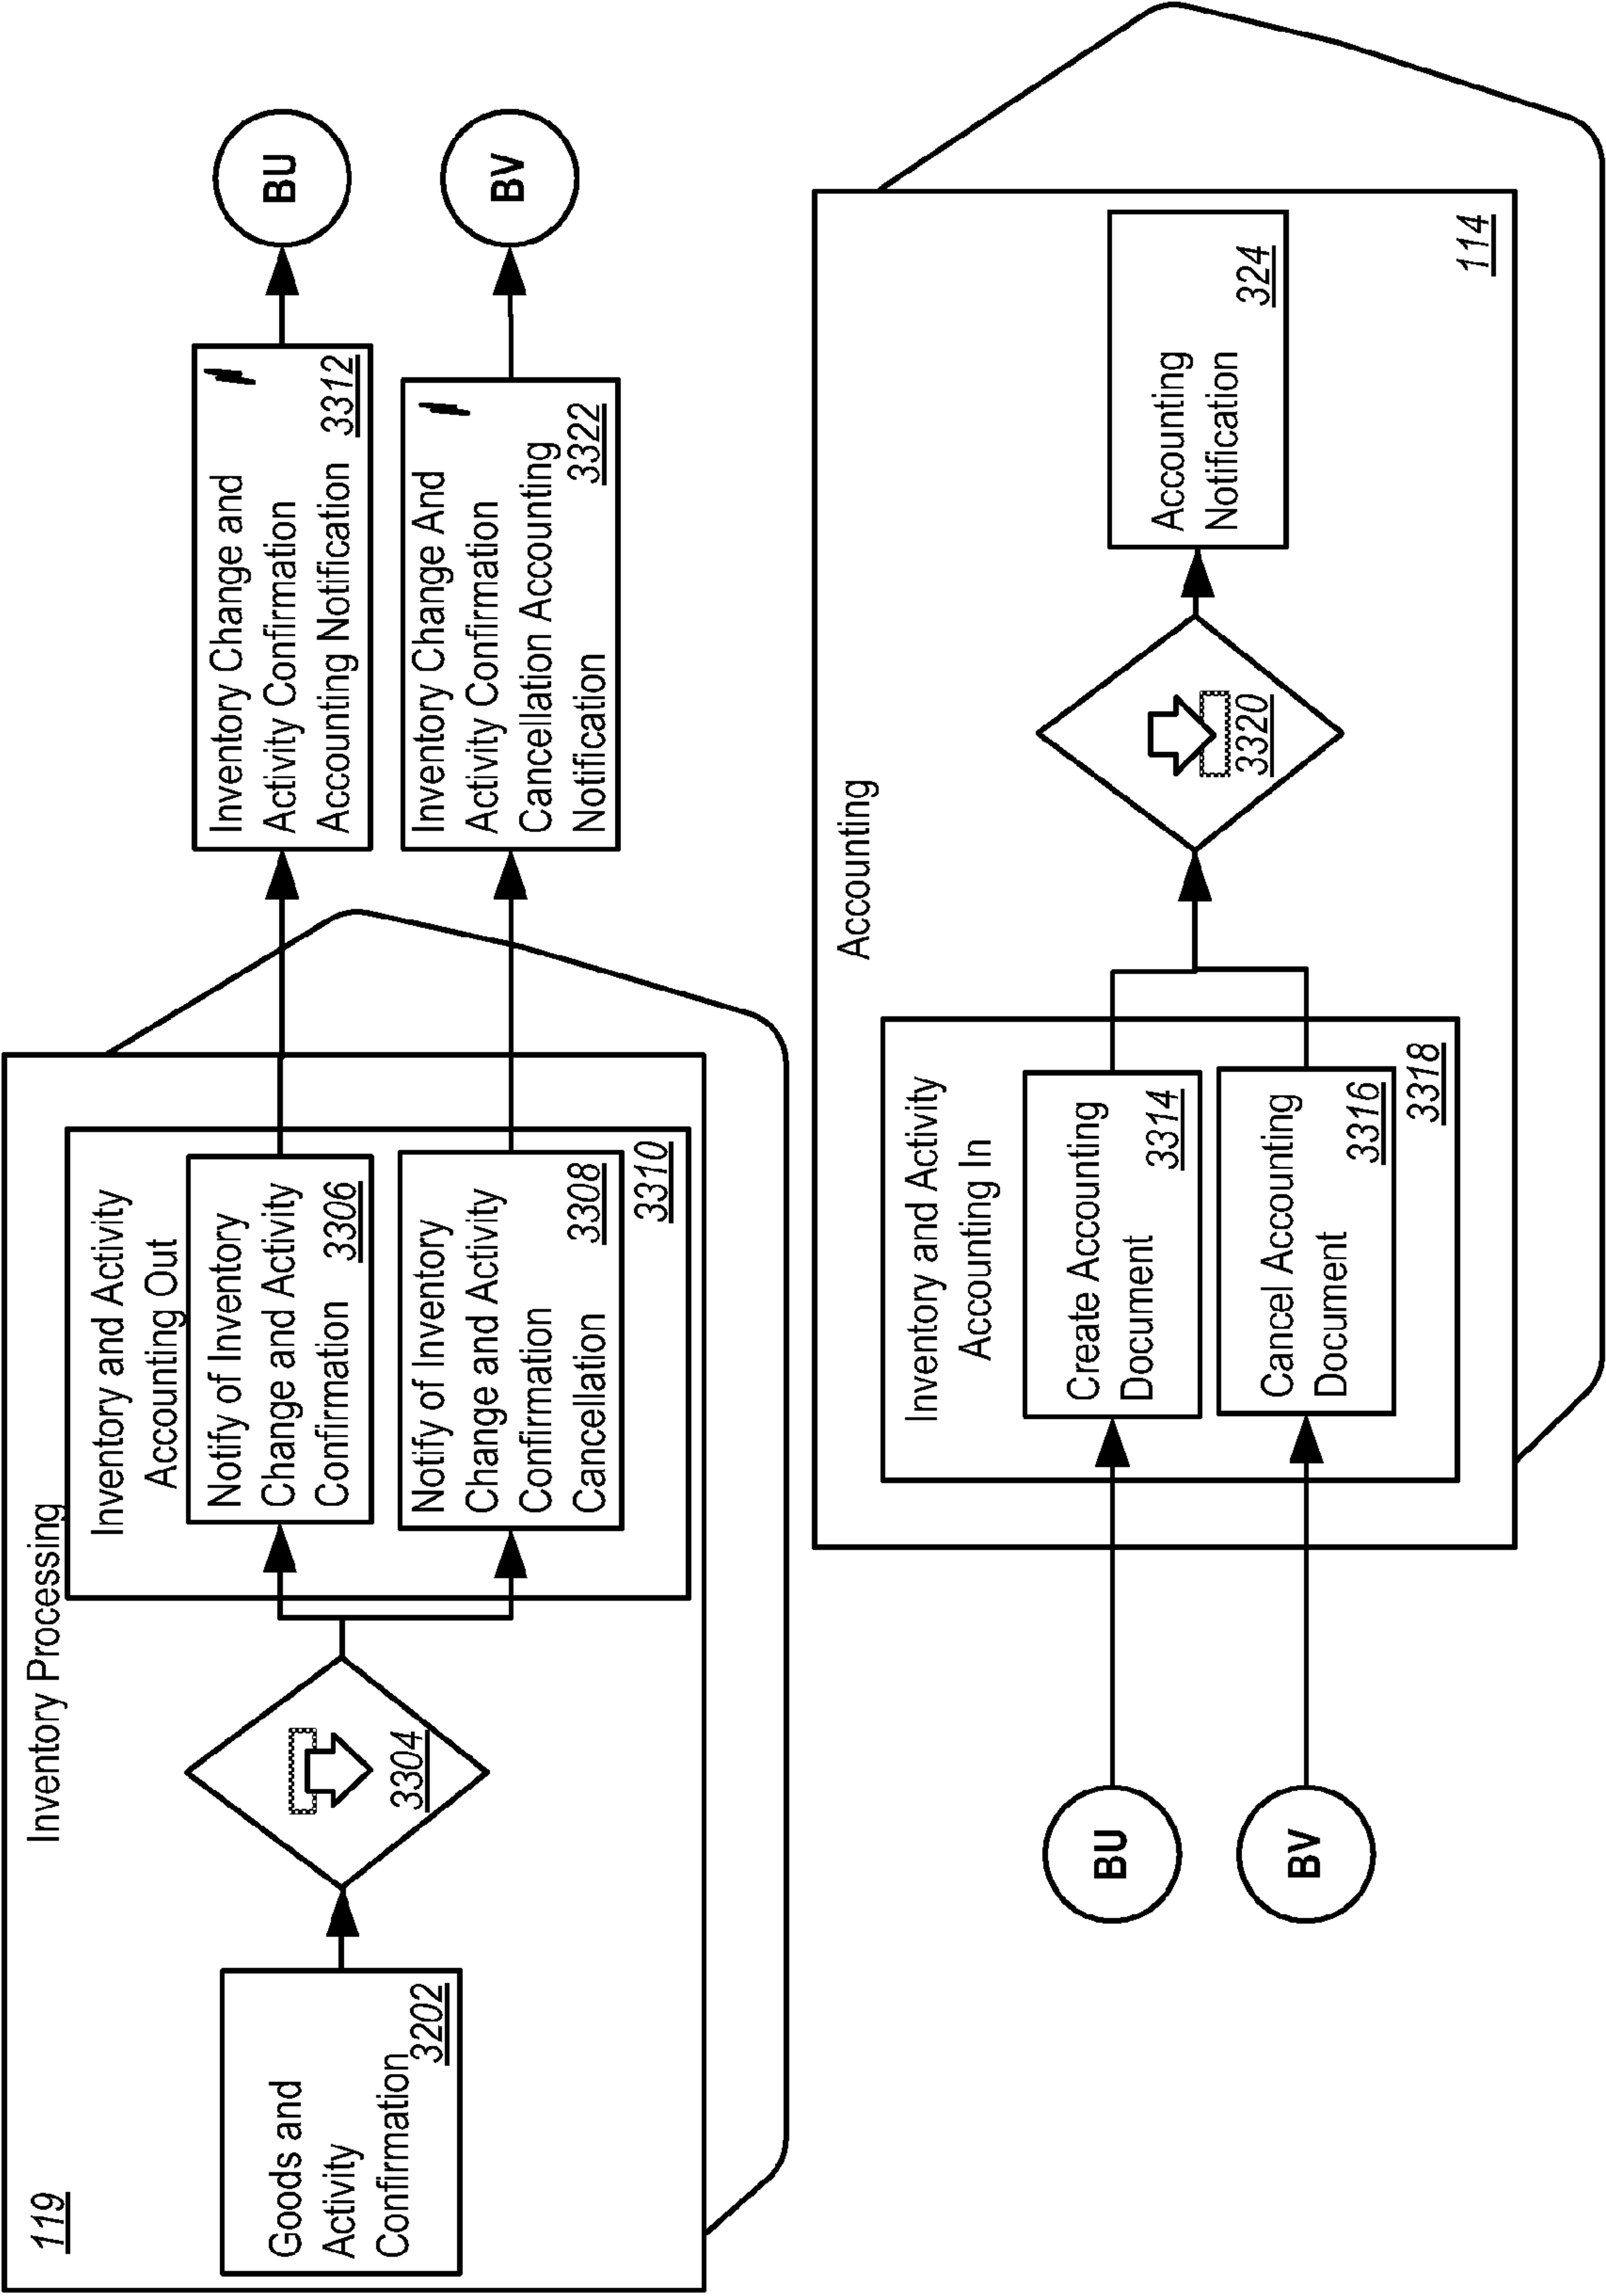 119
Inventory Processing
Goods and
Activity
Confirmation
3202
3304
Inventory and Activity
Accounting Out
Notify of Inventory
Change and Activity
Confirmation 3306
Notify of Inventory
Change and Activity
Confirmation
Cancellation
3308
3310
Inventory Change and
Activity Confirmation
Accounting Notification
3312
Inventory Change And
Activity Confirmation
Cancellation Accounting
Notification
3322
BU
BV
BU
BV
Accounting
Inventory and Activity
Accounting In
Create Accounting
Document
3314
Cancel Accounting
Document
3316
3318
3320
Accounting
Notification
324
114